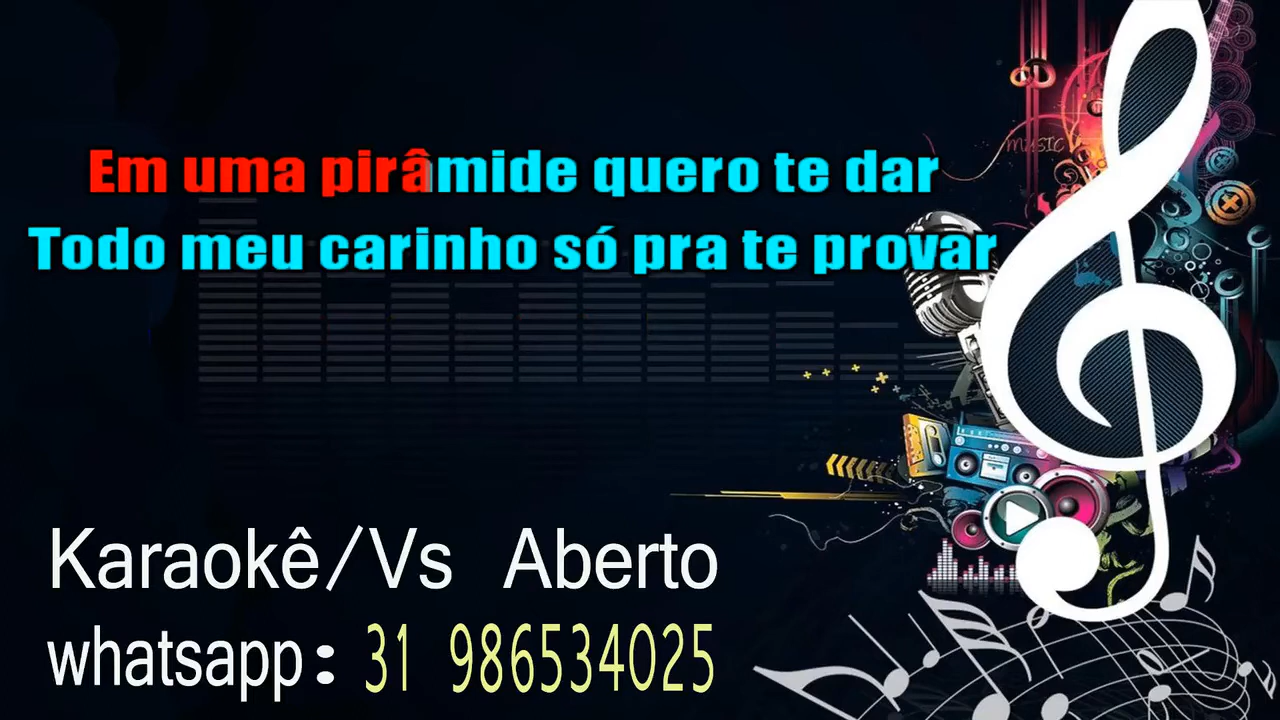 Em uma pirâmide quero te dar
Todo meu carinho só pra te provar
MUSIC
Karaokê/Vs Aberto
whatsapp: 31 986534025